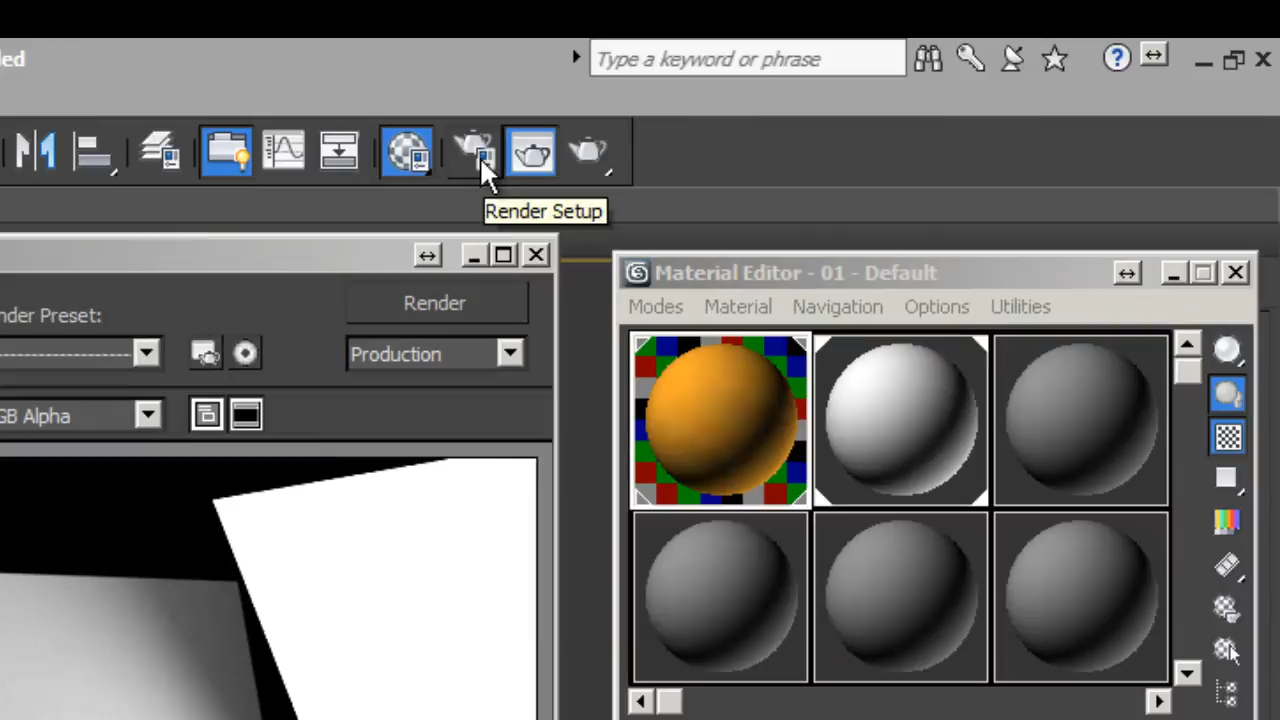 ded
Type a keyword or phrase
Render Setup
nder Preset:
Render
Production
GB Alpha
Material Editor - 01 - Default
Modes Material Navigation Options Utilities